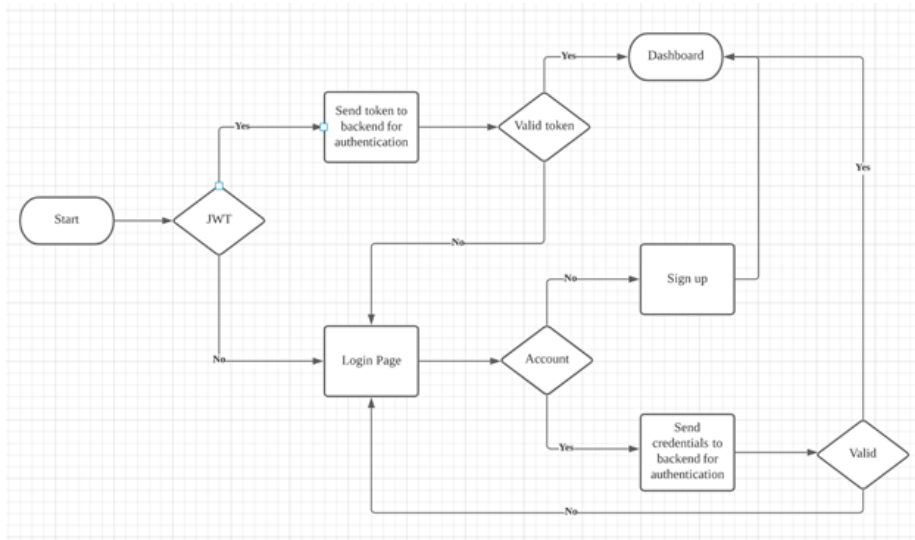 Yes
Dashboard
Send token to
backend for
authentication
Yes
Valid token
Yes
Start
JWT
No
No
Sign up
No
Login Page
Account
Yes
Send
credentials to
backend for
authentication
Valid
No